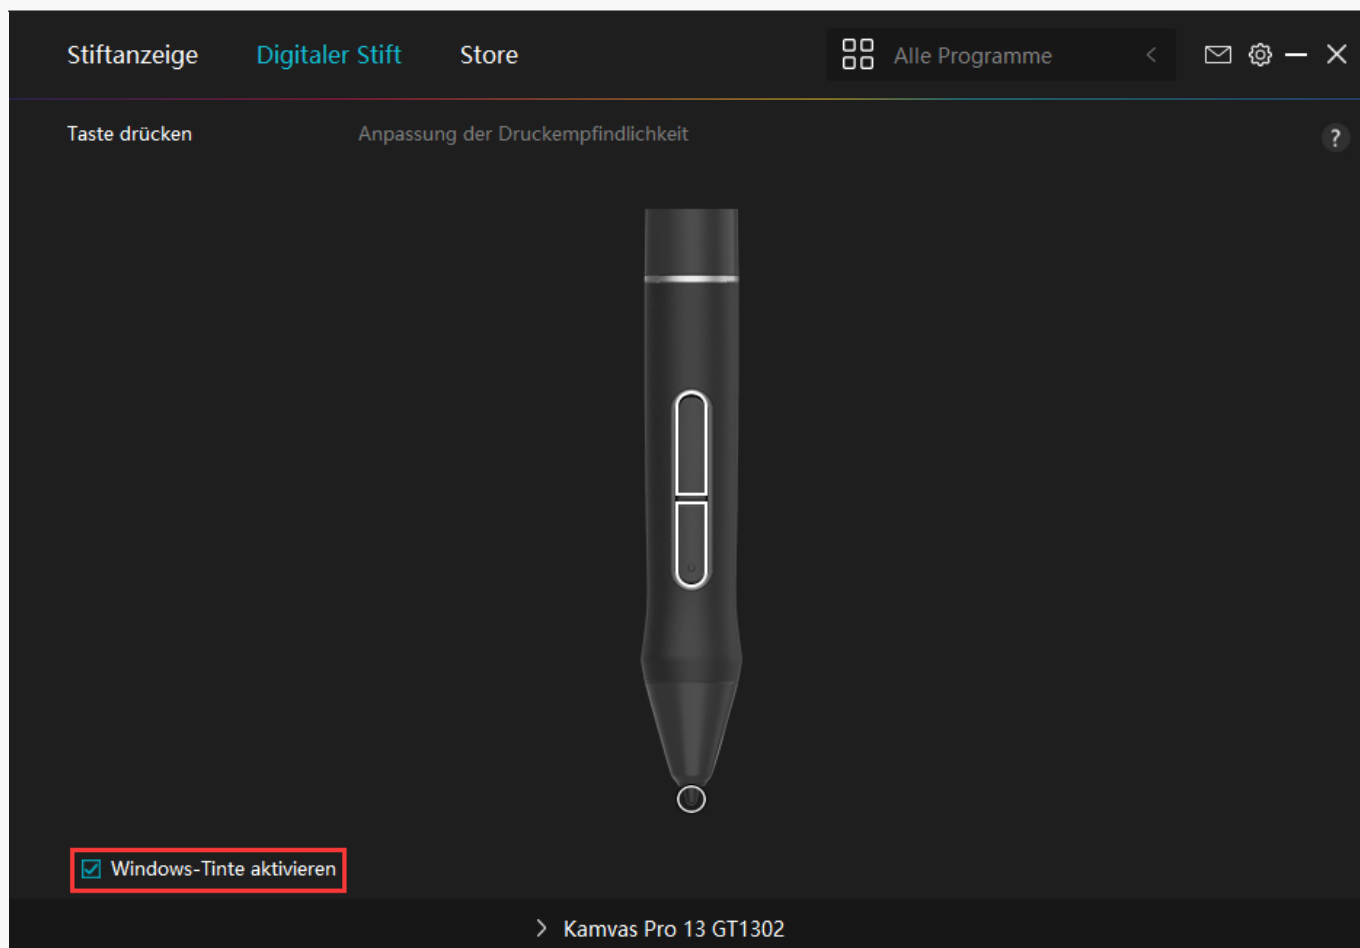 Stiftanzeige Digitaler Stift Store Alle Programme
Taste drücken Anpassung der Druckempfindlichkeit ?
Windows-Tinte aktivieren
Kamvas Pro 13 GT1302